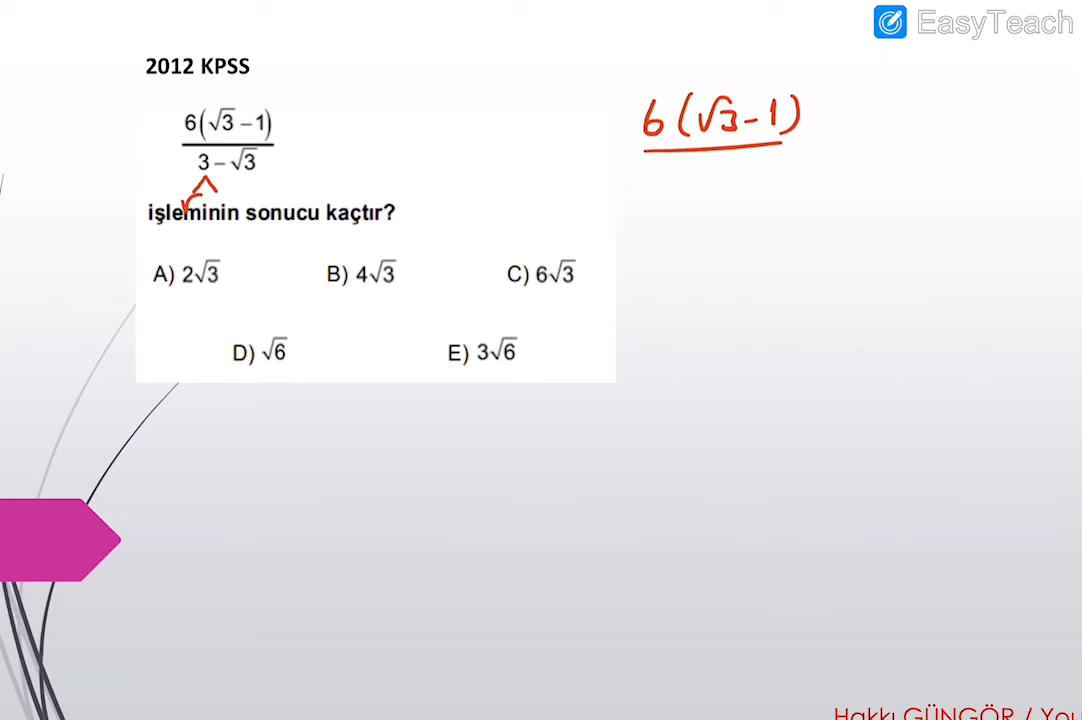 EasyTeach
2012 KPSS
6(√3 − 1)
3 − √3
6(√3-1)
işleminin sonucu kaçtır?
A) 2√3 B) 4√3 C) 6√3
D) √6 E) 3√6
Hakkı GÜNGÖR / You